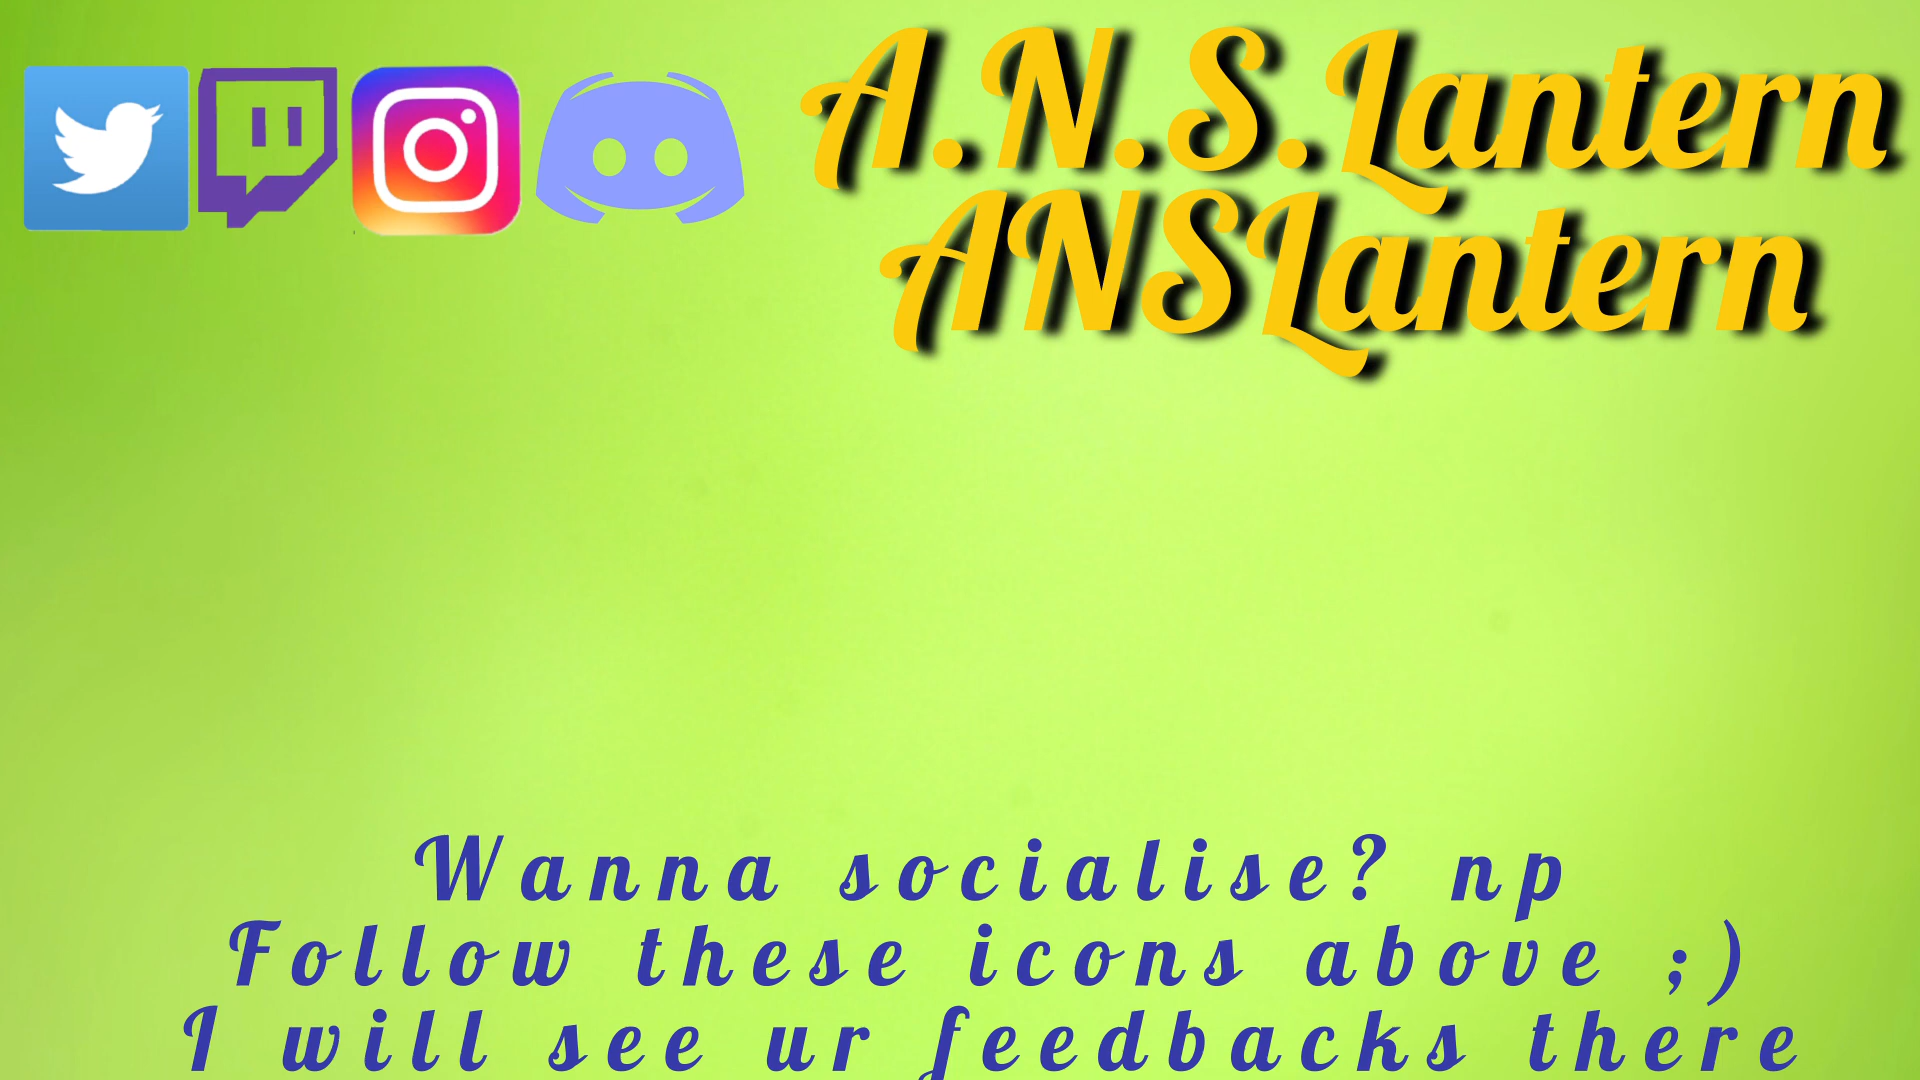 A.N.S.Lantern
ANSLantern
Wanna socialise? np
Follow these icons above ;)
I will see ur feedbacks there